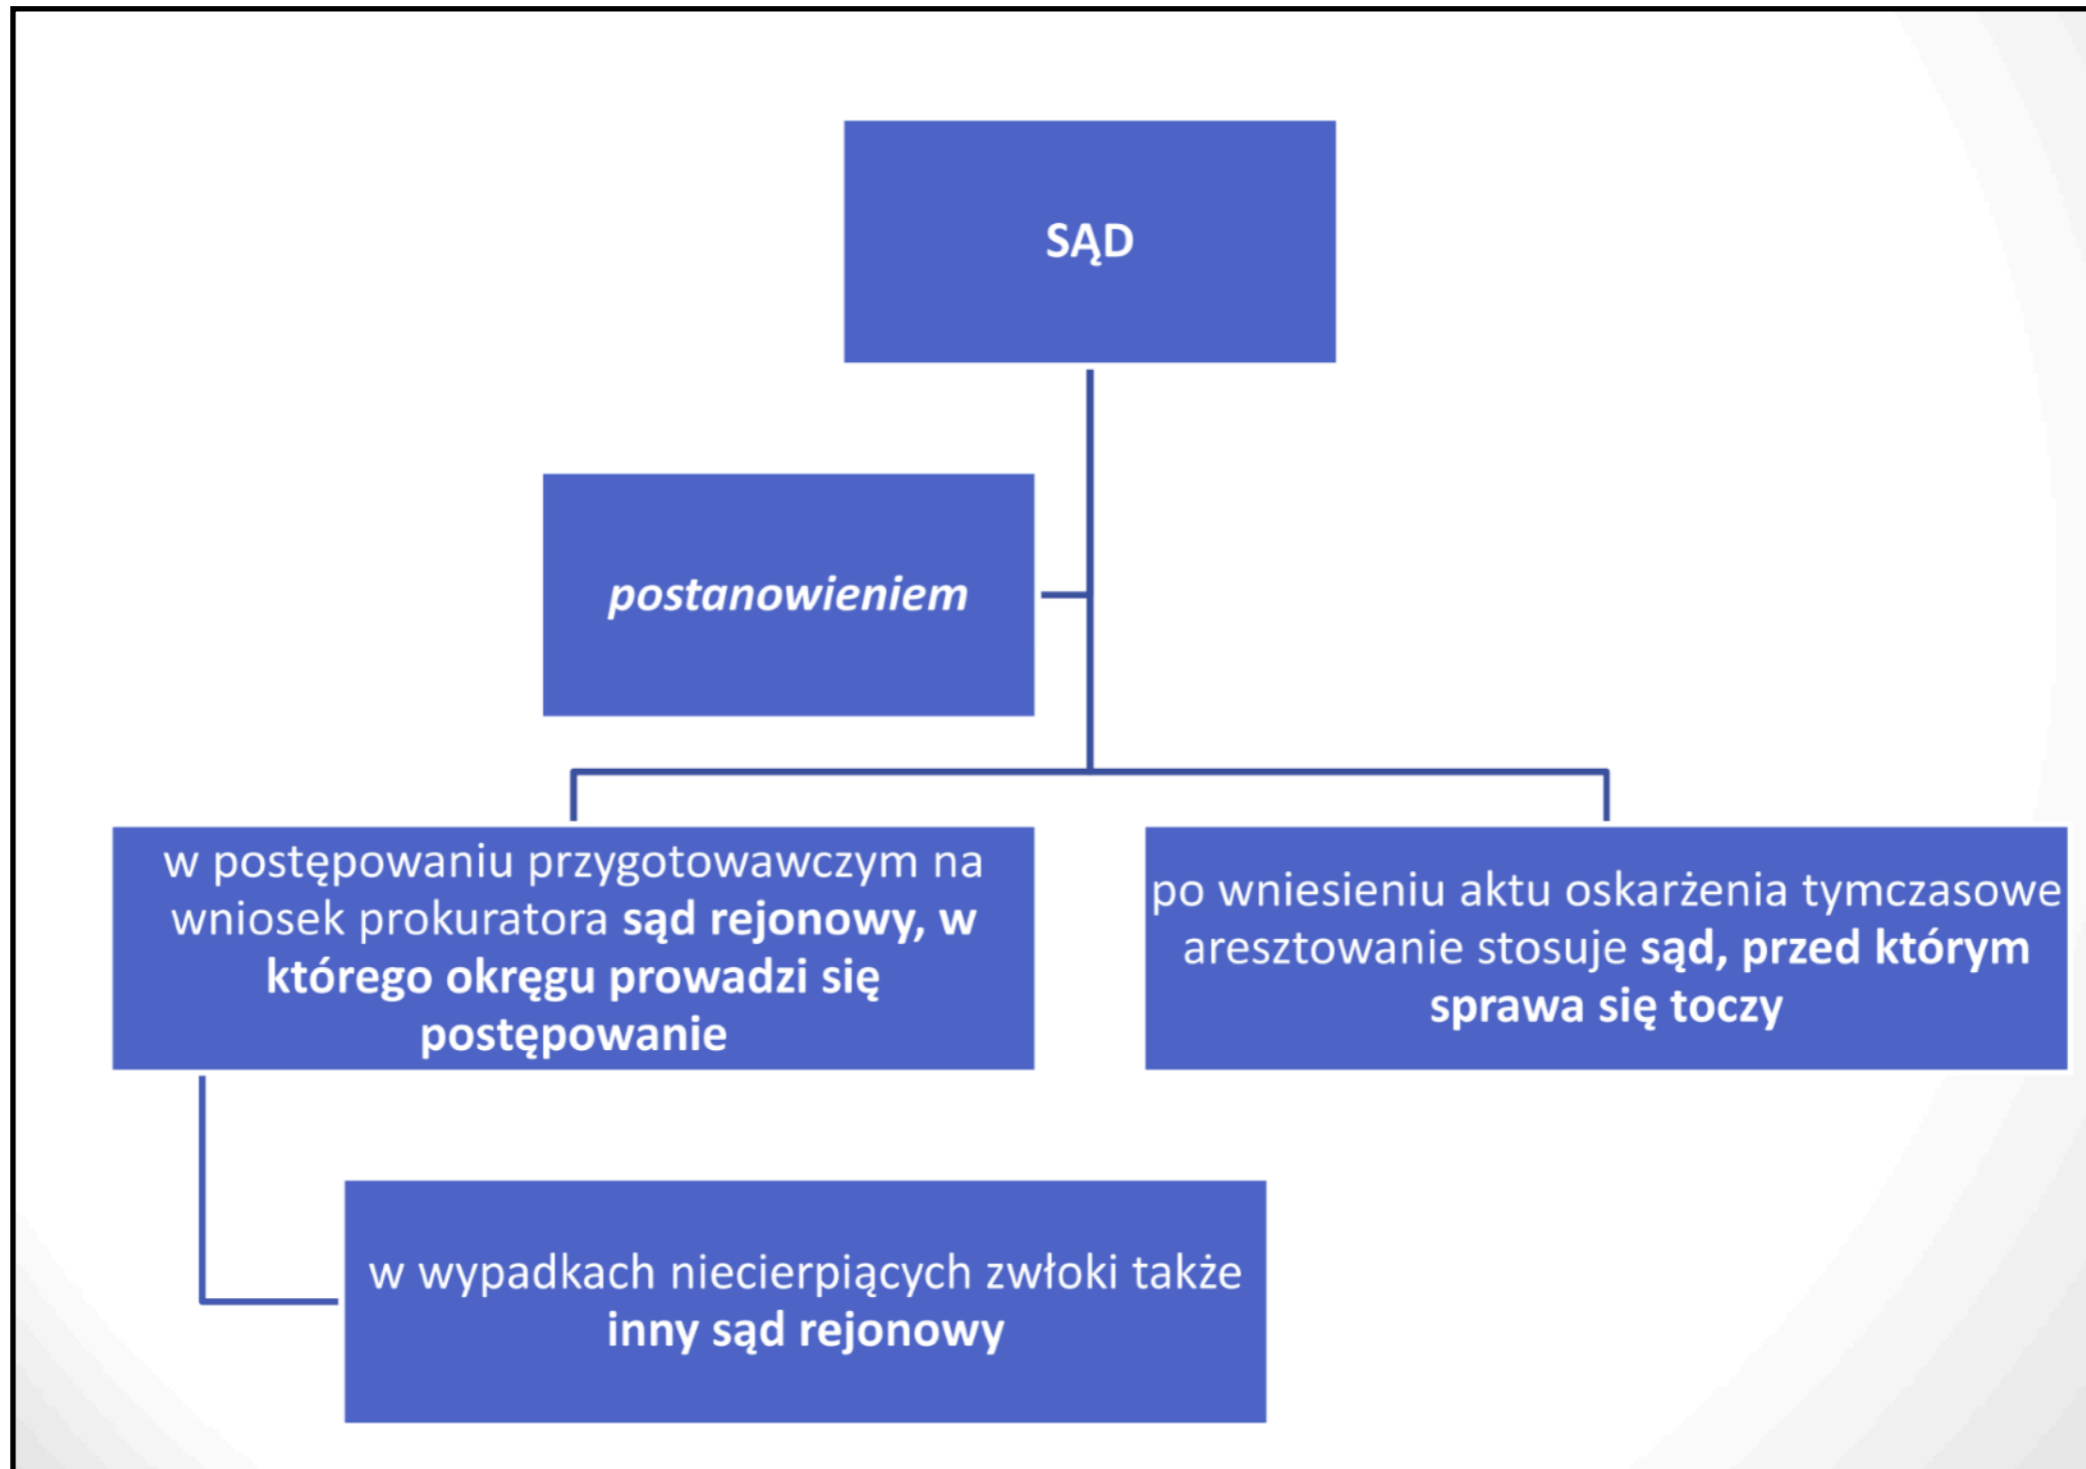 SĄD
postanowieniem
w postępowaniu przygotowawczym na
wniosek prokuratora sąd rejonowy, w
którego okręgu prowadzi się
postępowanie
po wniesieniu aktu oskarżenia tymczasowe
aresztowanie stosuje sąd, przed którym
sprawa się toczy
w wypadkach niecierpiących zwłoki także
inny sąd rejonowy